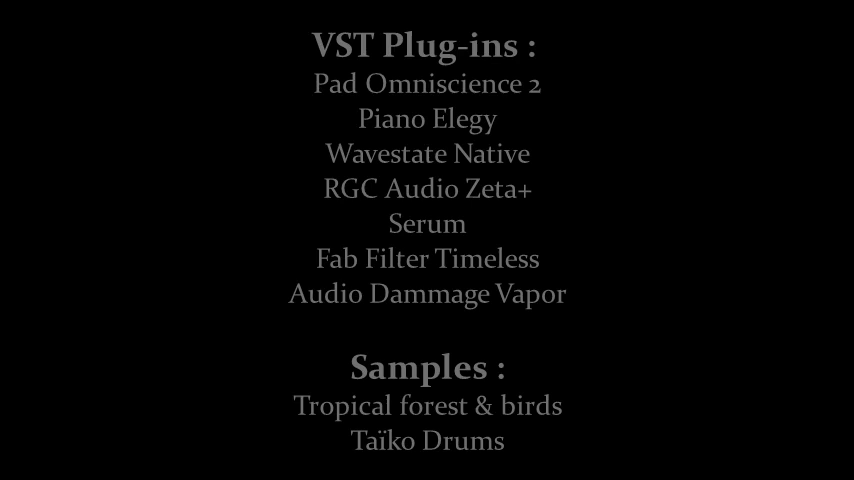 VST Plug-ins :
Pad Omniscience 2
Piano Elegy
Wavestate Native
RGC Audio Zeta+
Serum
Fab Filter Timeless
Audio Dammage Vapor
Samples :
Tropical forest & birds
Taïko Drums